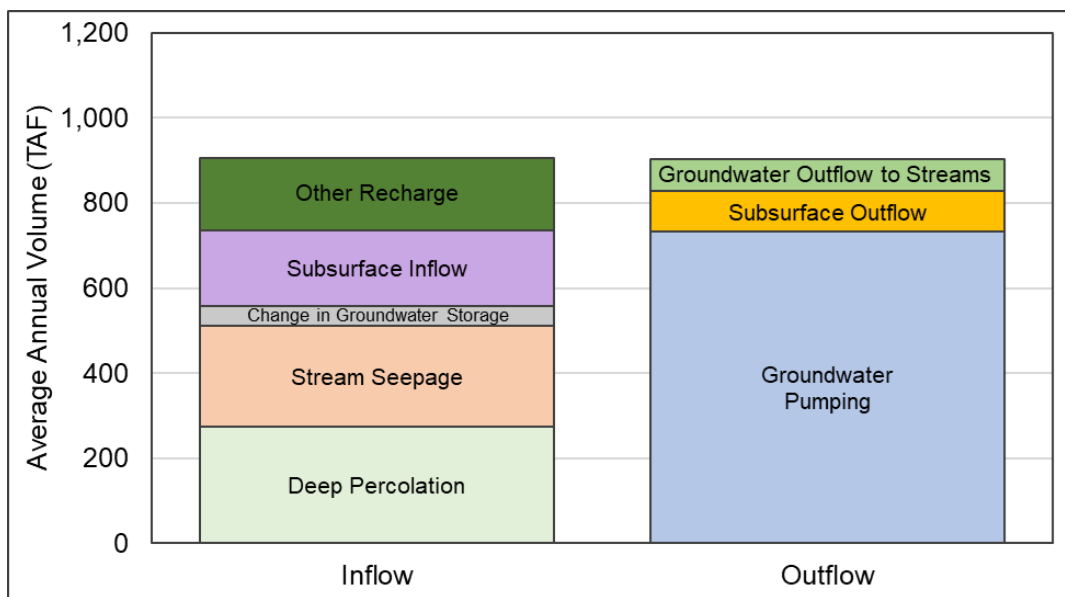 Average Annual Volume (TAF)
1,200
1,000
800
600
400
200
0
Other Recharge
Subsurface Inflow
Change in Groundwater Storage
Stream Seepage
Deep Percolation
Groundwater Outflow to Streams
Subsurface Outflow
Groundwater
Pumping
Inflow
Outflow